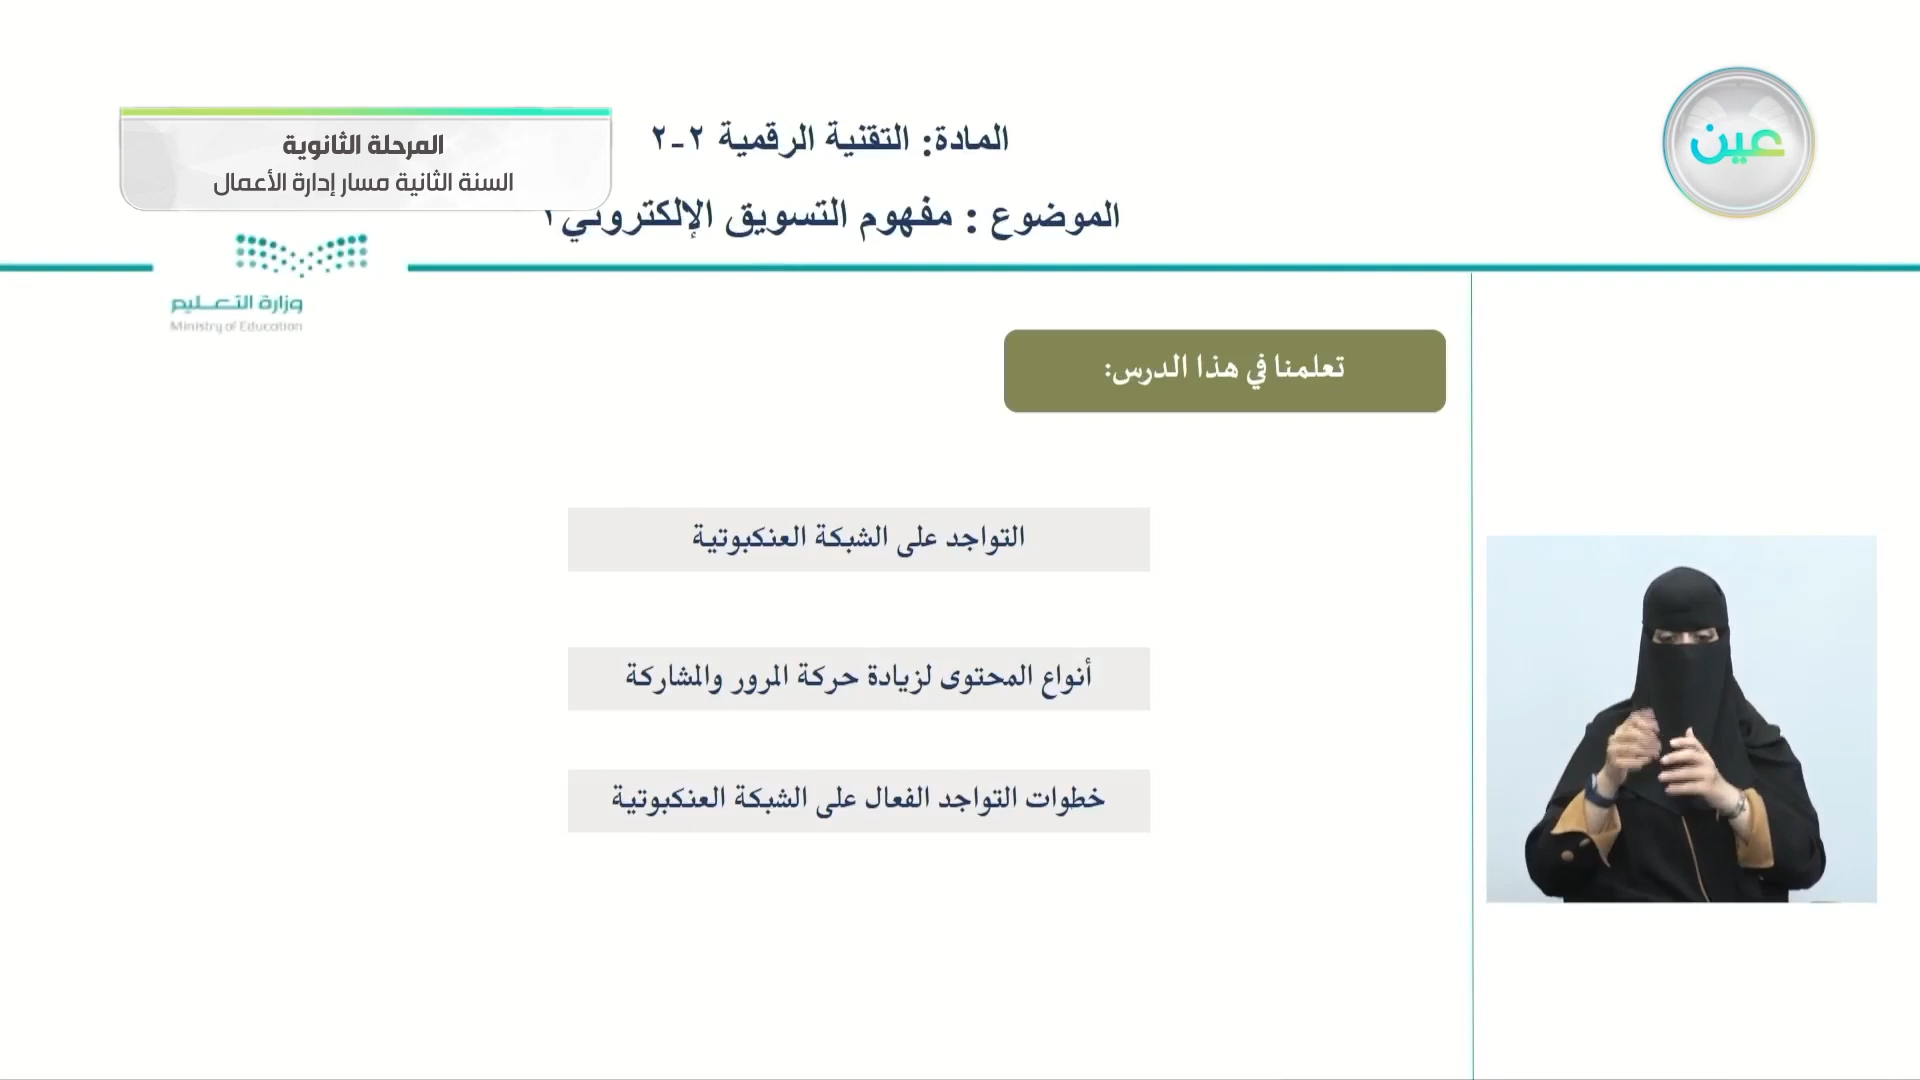 عين
المرحلة الثانوية
السنة الثانية مسار إدارة الأعمال
المادة: التقنية الرقمية ٢-٢
الموضوع : مفهوم التسويق الإلكتروني ١
وزارة التعليم
Ministry of Education
تعلمنا في هذا الدرس:
التواجد على الشبكة العنكبوتية
أنواع المحتوى لزيادة حركة المرور والمشاركة
خطوات التواجد الفعال على الشبكة العنكبوتية